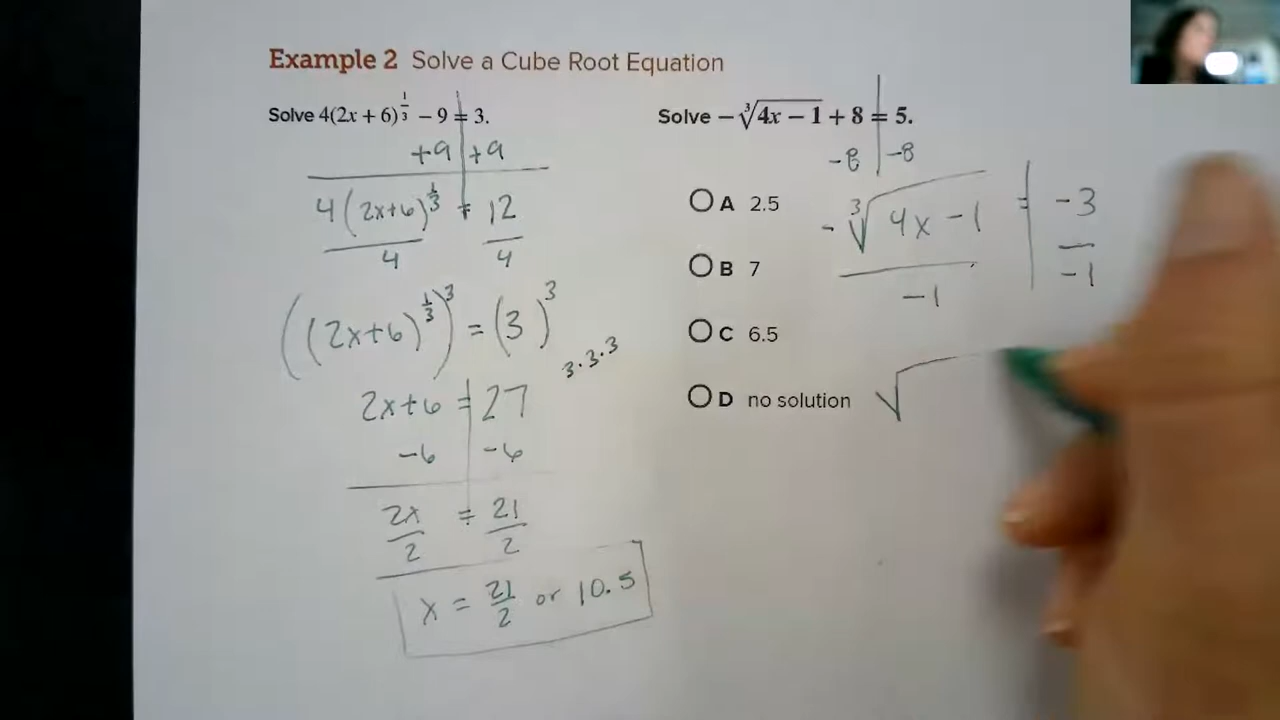 Example 2 Solve a Cube Root Equation
Solve 4(2x + 6)^{1/3} − 9 = 3.
+9 +9
4(2x+6)^{1/3} = 12
4 4
((2x+6)^{1/3})^3 = (3)^3
3·3·3
2x+6 = 27
−6 −6
2x = 21
2 2
x = 21/2 or 10.5
Solve −∛4x − 1 + 8 = 5.
−8 −8
A 2.5
-∛4x−1 = −3
−1 −1
B 7
C 6.5
D no solution
√